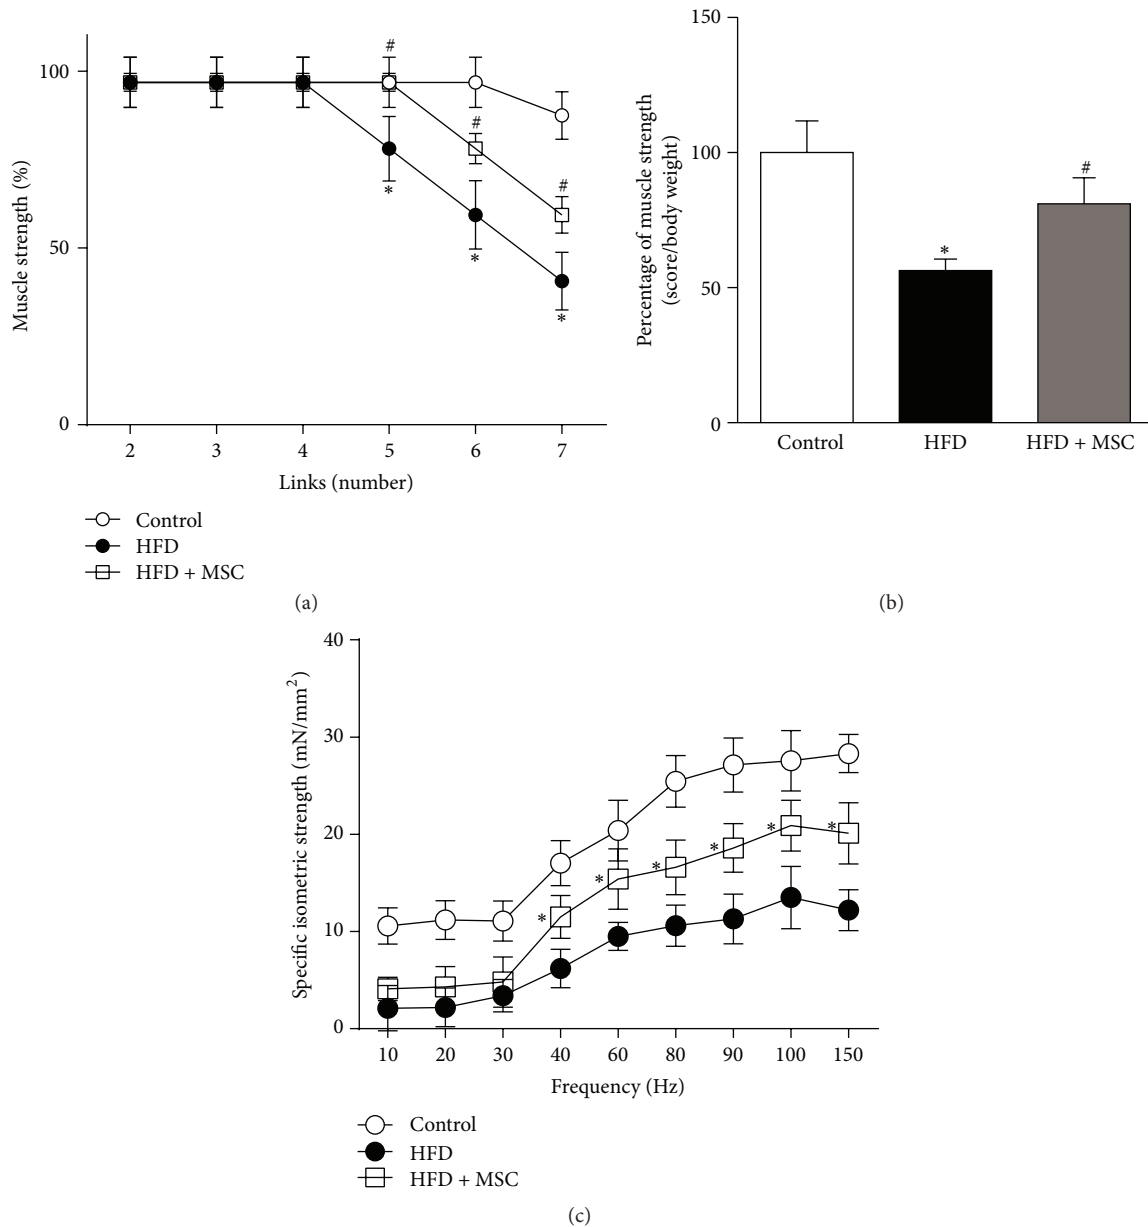 100
50
0
Muscle strength (%)
#
#
#
*
*
*
2 3 4 5 6 7
Links (number)
Control
HFD
HFD + MSC
(a)
150
100
50
0
Percentage of muscle strength
(score/body weight)
*
#
Control HFD HFD + MSC
(b)
40
30
20
10
0
Specific isometric strength (mN/mm²)
*
*
*
*
*
*
10 20 30 40 60 80 90 100 150
Frequency (Hz)
Control
HFD
HFD + MSC
(c)